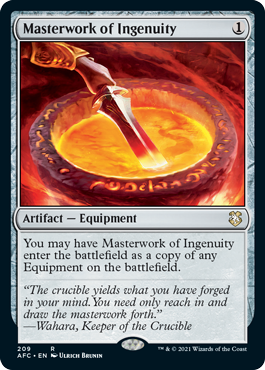 Masterwork of Ingenuity 1
Artifact — Equipment
You may have Masterwork of Ingenuity
enter the battlefield as a copy of any
Equipment on the battlefield.
“The crucible yields what you have forged
in your mind. You need only reach in and
draw the masterwork forth.”
—Wahara, Keeper of the Crucible
209 R
AFC • EN Ulrich Brunin ™ & © 2021 Wizards of the Coast